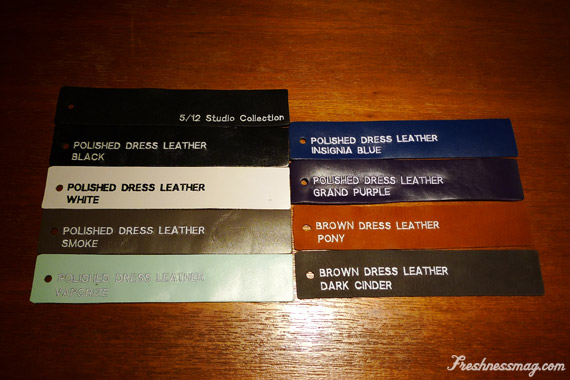 5/12 Studio Collection
POLISHED DRESS LEATHER
BLACK
POLISHED DRESS LEATHER
WHITE
POLISHED DRESS LEATHER
SMOKE
POLISHED DRESS LEATHER
VAPORIZE
POLISHED DRESS LEATHER
INSIGNIA BLUE
POLISHED DRESS LEATHER
GRAND PURPLE
BROWN DRESS LEATHER
PONY
BROWN DRESS LEATHER
DARK CINDER
Freshnessmag.com